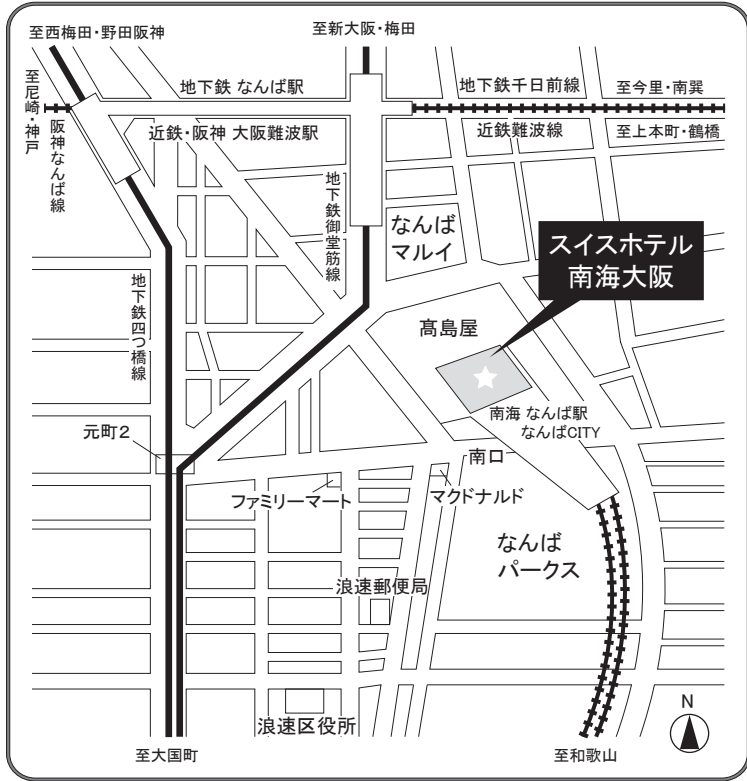 至西梅田・野田阪神
至新大阪・梅田
至尼崎・神戸
阪神なんば線
地下鉄 なんば駅
地下鉄千日前線
至今里・南巽
近鉄・阪神 大阪難波駅
近鉄難波線
至上本町・鶴橋
地下鉄御堂筋線
なんば
マルイ
スイスホテル
南海大阪
地下鉄四つ橋線
髙島屋
南海 なんば駅
なんばCITY
元町2
南口
ファミリーマート
マクドナルド
なんば
パークス
浪速郵便局
浪速区役所
N
至大国町
至和歌山